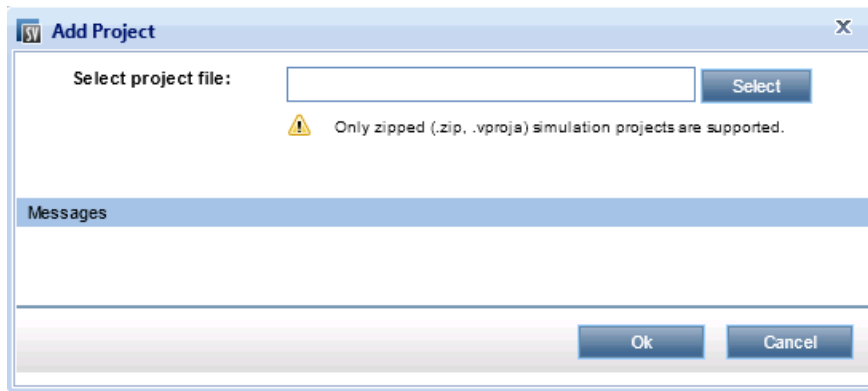 SV Add Project X
Select project file:
Select
Only zipped (.zip, .vproja) simulation projects are supported.
Messages
Ok Cancel